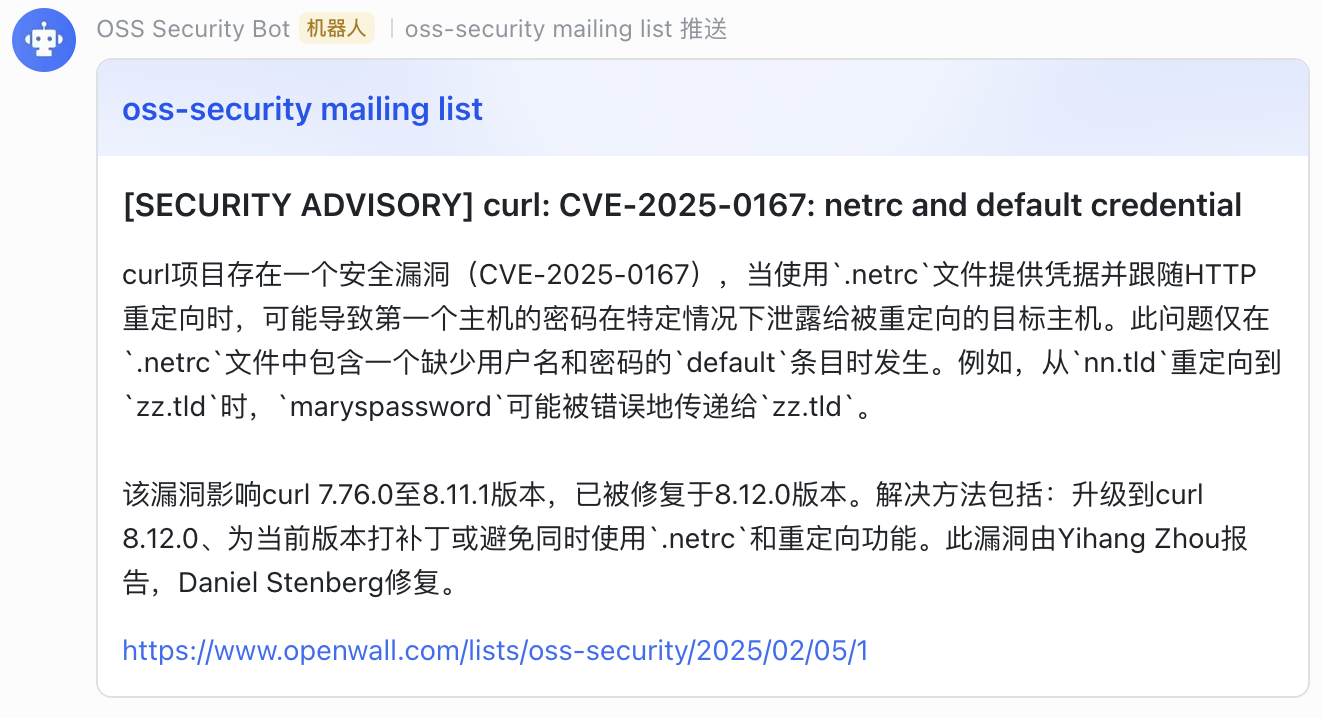 OSS Security Bot 机器人 | oss-security mailing list 推送
oss-security mailing list
[SECURITY ADVISORY] curl: CVE-2025-0167: netrc and default credential
curl项目存在一个安全漏洞（CVE-2025-0167），当使用`.netrc`文件提供凭据并跟随HTTP
重定向时，可能导致第一个主机的密码在特定情况下泄露给被重定向的目标主机。此问题仅在
`.netrc`文件中包含一个缺少用户名和密码的`default`条目时发生。例如，从`nn.tld`重定向到
`zz.tld`时，`maryspassword`可能被错误地传递给`zz.tld`。
该漏洞影响curl 7.76.0至8.11.1版本，已被修复于8.12.0版本。解决方法包括：升级到curl
8.12.0、为当前版本打补丁或避免同时使用`.netrc`和重定向功能。此漏洞由Yihang Zhou报
告，Daniel Stenberg修复。
https://www.openwall.com/lists/oss-security/2025/02/05/1